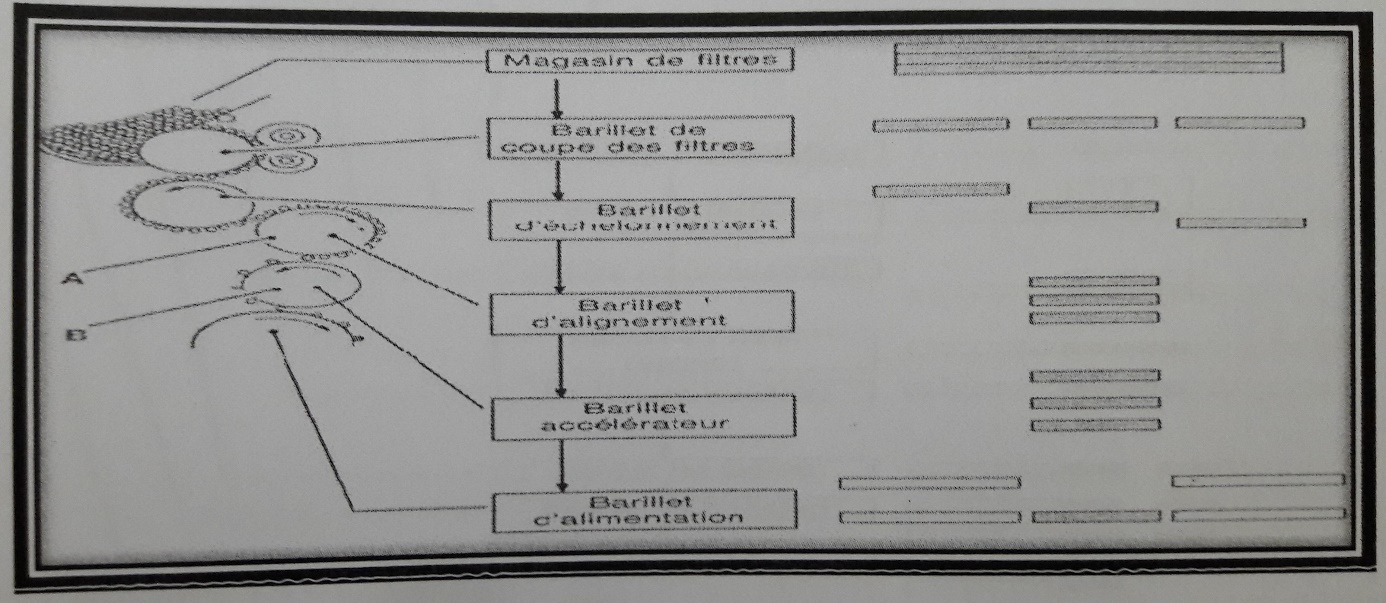 Magasin de filtres
Barillet de
coupe des filtres
Barillet
d'échelonnement
A
Barillet
d'alignement
B
Barillet
accélérateur
Barillet
d'alimentation